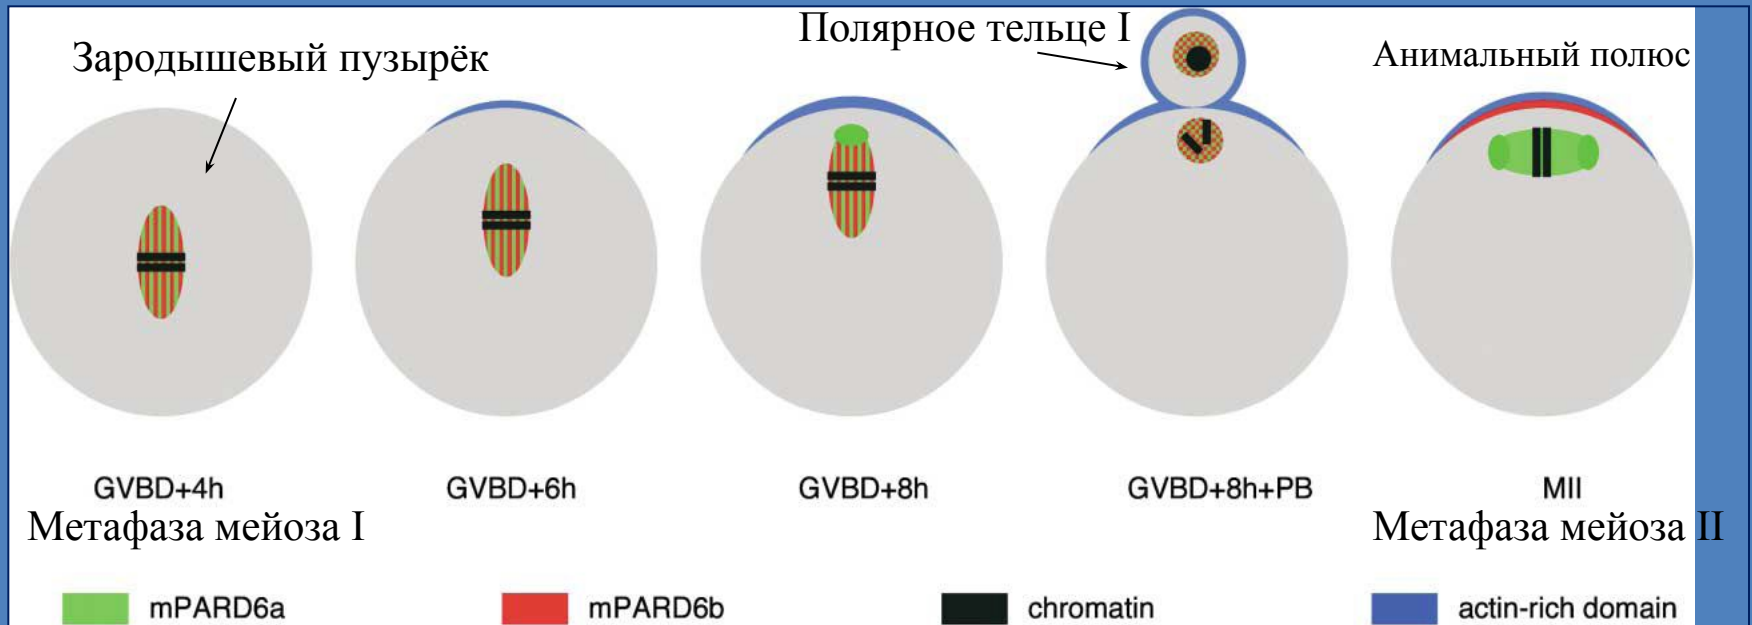 Зародышевый пузырёк
Полярное тельце I
Анимальный полюс
GVBD+4h
GVBD+6h
GVBD+8h
GVBD+8h+PB
MII
Метафаза мейоза I
Метафаза мейоза II
mPARD6a
mPARD6b
chromatin
actin-rich domain